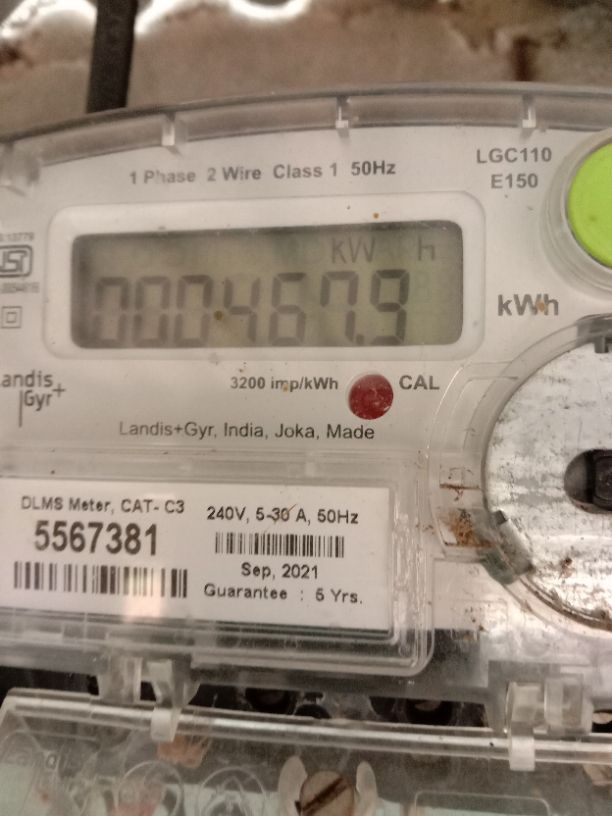 LGC110
E150
1 Phase 2 Wire Class 1 50Hz
KW h
000467.9
kWh
Landis+
Gyr
3200 imp/kWh
CAL
Landis+Gyr, India, Joka, Made
DLMS Meter, CAT- C3
5567381
240V, 5-30 A, 50Hz
Sep, 2021
Guarantee : 5 Yrs.